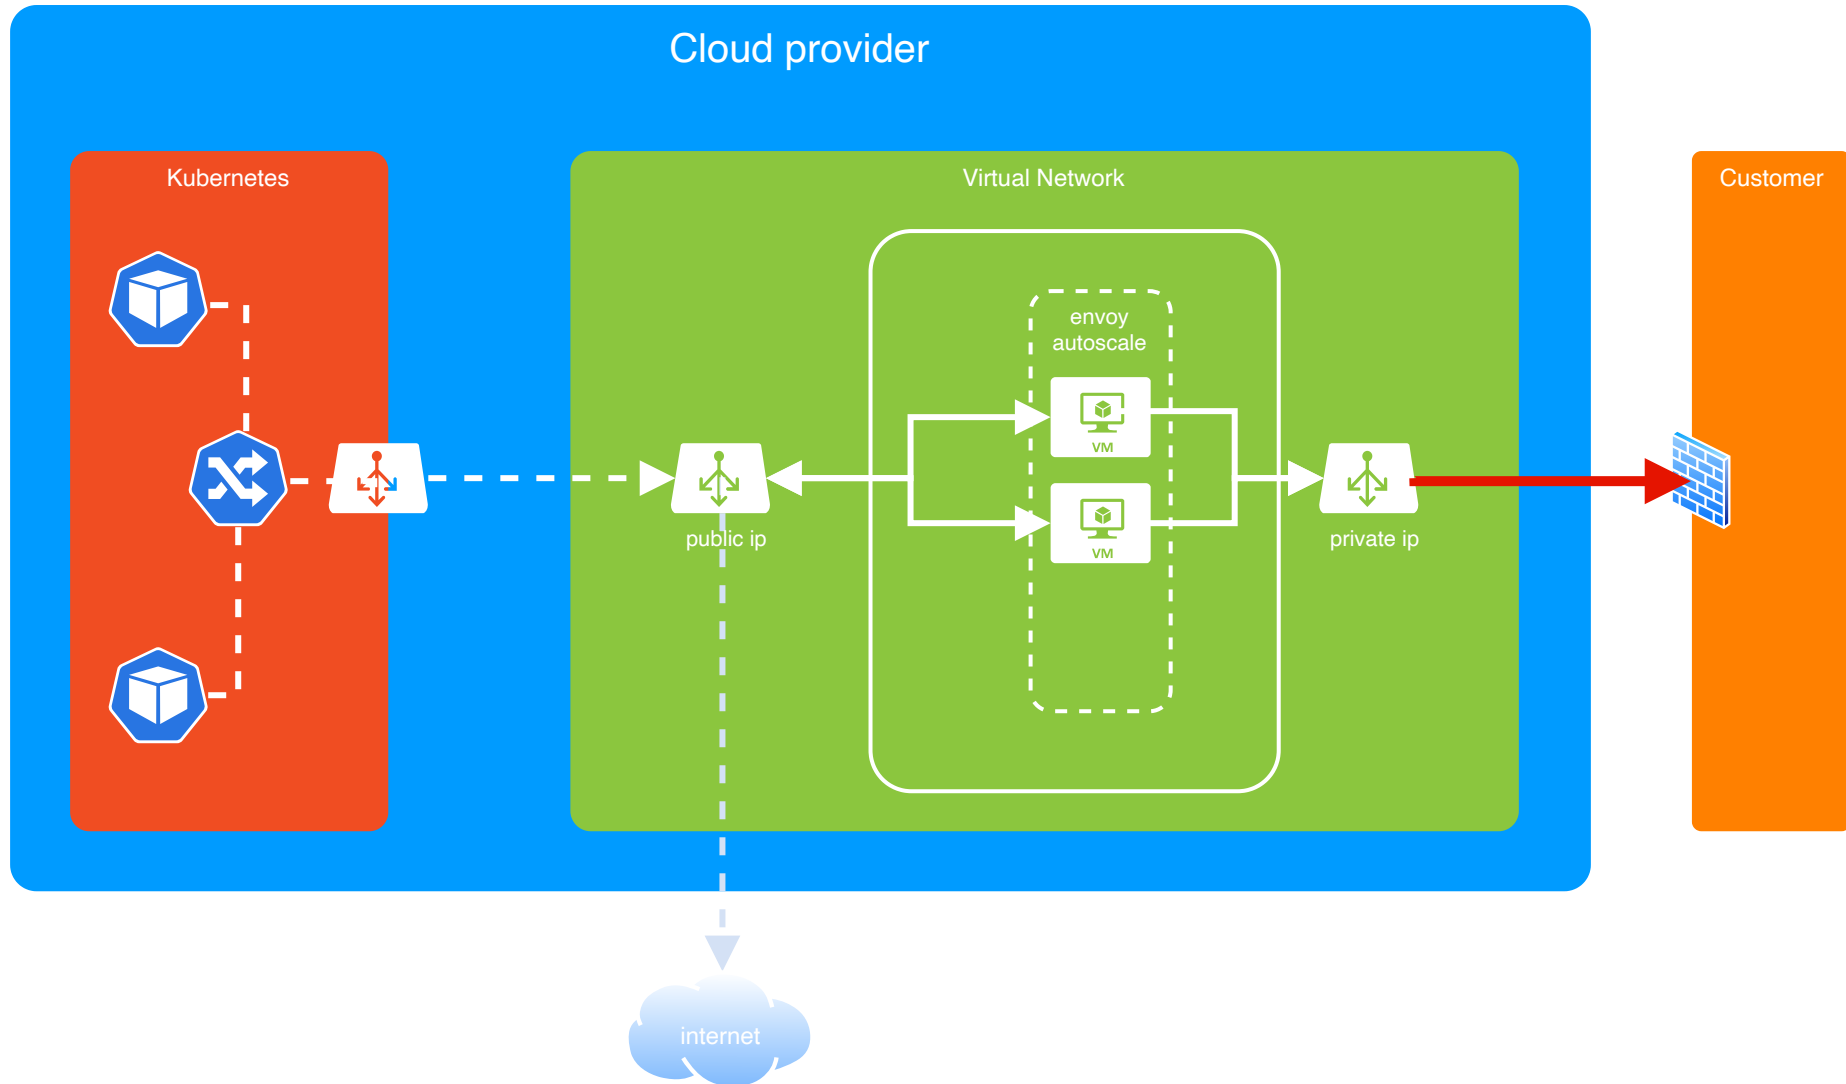 Cloud provider
Kubernetes
Virtual Network
Customer
envoy
autoscale
VM
VM
public ip
private ip
internet